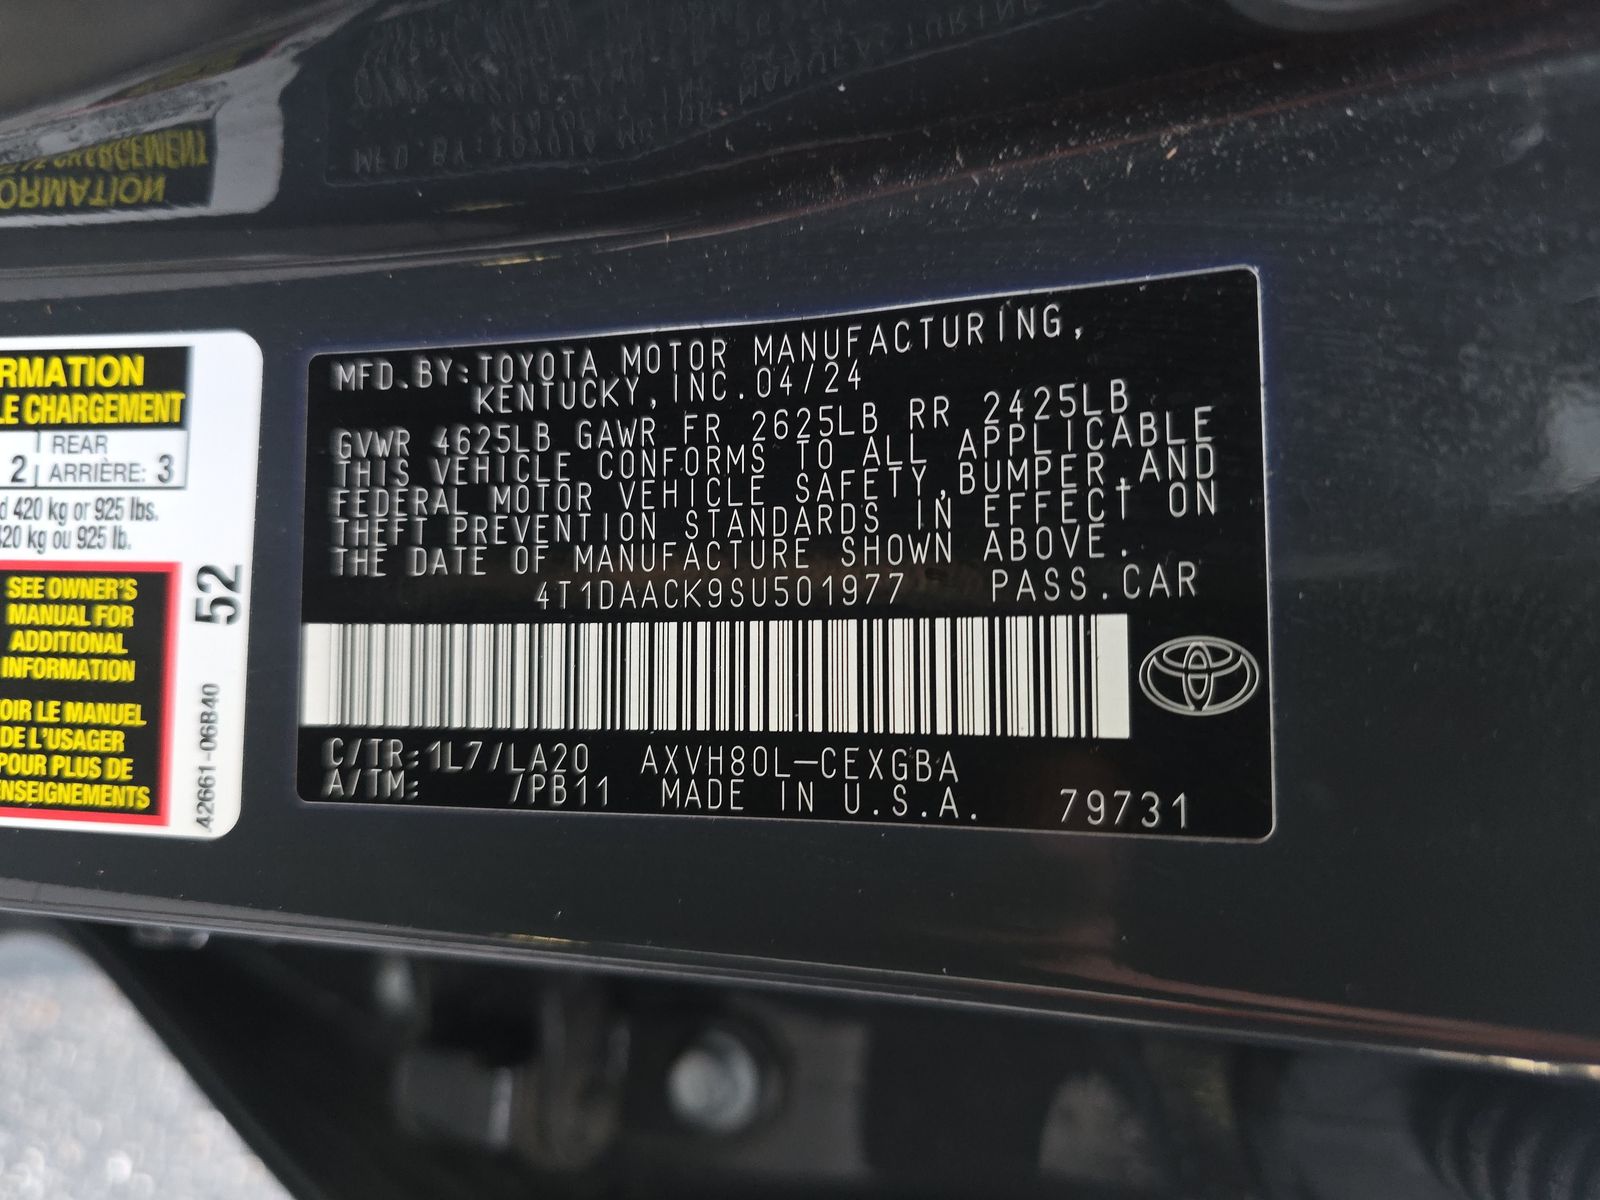 RMATION
LE CHARGEMENT
REAR
2 ARRIÈRE: 3
420 kg or 925 lbs.
420 kg ou 925 lb.
SEE OWNER'S
MANUAL FOR
ADDITIONAL
INFORMATION
OIR LE MANUEL
DE L'USAGER
POUR PLUS DE
ENSEIGNEMENTS
52
42661-06B40
MFD.BY:TOYOTA MOTOR MANUFACTURING,
KENTUCKY,INC.04/24
GVWR 4625LB GAWR FR 2625LB RR 2425LB
THIS VEHICLE CONFORMS TO ALL APPLICABLE
FEDERAL MOTOR VEHICLE SAFETY,BUMPER,AND
THEFT PREVENTION STANDARDS IN EFFECT ON
THE DATE OF MANUFACTURE SHOWN ABOVE.
4T1DAACK9SU501977 PASS.CAR
C/TR:1L7/LA20 AXVH80L-CEXGBA
A/TM: /PB11 MADE IN U.S.A. 79731